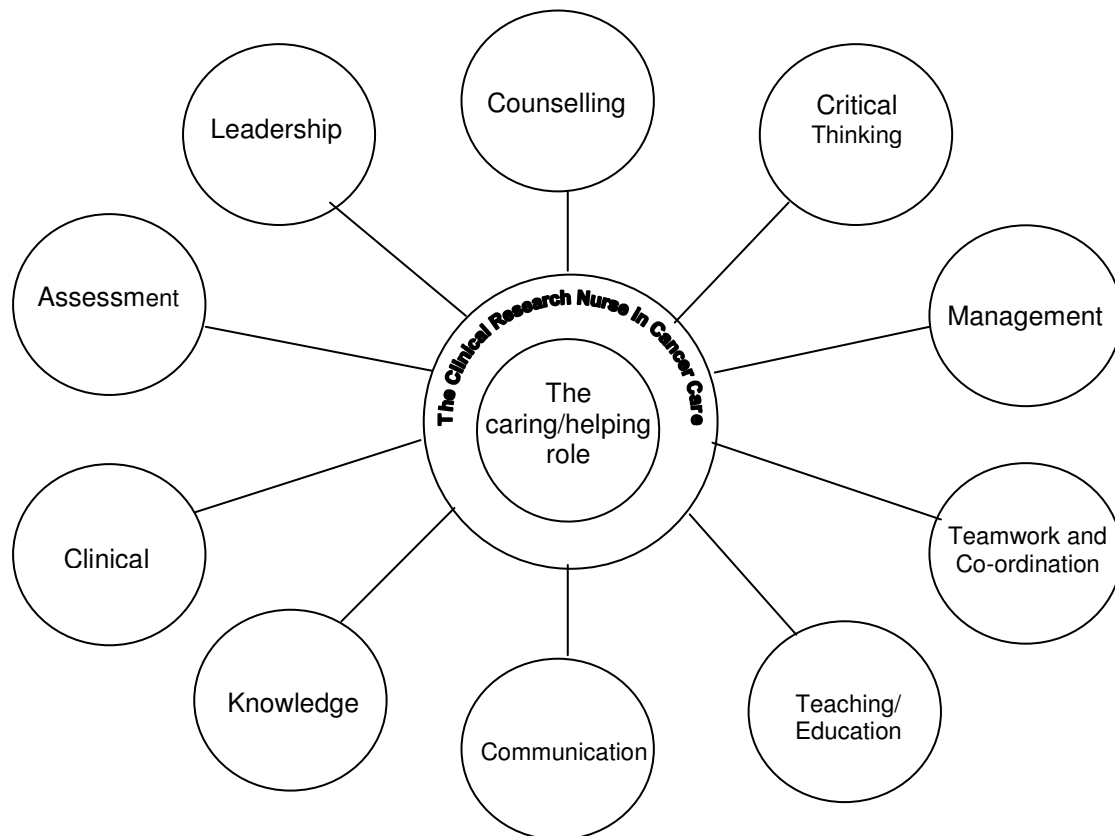 Counselling
Critical
Thinking
Leadership
Assessment
Management
The Clinical Research Nurse in Cancer Care
The
caring/helping
role
Teamwork and
Co-ordination
Clinical
Knowledge
Teaching/
Education
Communication